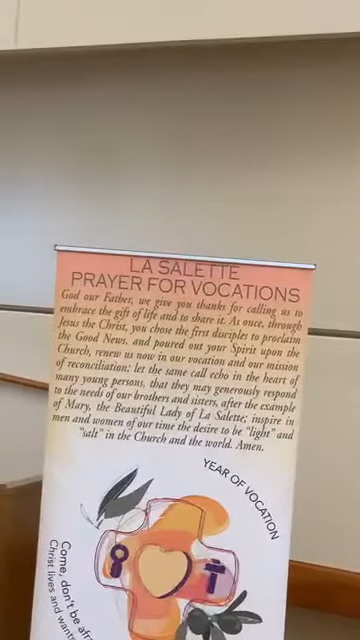 LA SALETTE
PRAYER FOR VOCATIONS
God our Father, we give you thanks for calling us to
embrace the gift of life and to share it. As once, through
Jesus the Christ, you chose the first disciples to proclaim
the Good News, and poured out your Spirit upon the
Church, renew us now in our vocation and our mission
of reconciliation; let the same call echo in the heart of
many young persons, that they may generously respond
to the needs of our brothers and sisters, after the example
of Mary, the Beautiful Lady of La Salette; inspire in
men and women of our time the desire to be "light" and
"salt" in the Church and the world. Amen.
YEAR OF VOCATION
Come, don't be
Christ lives and